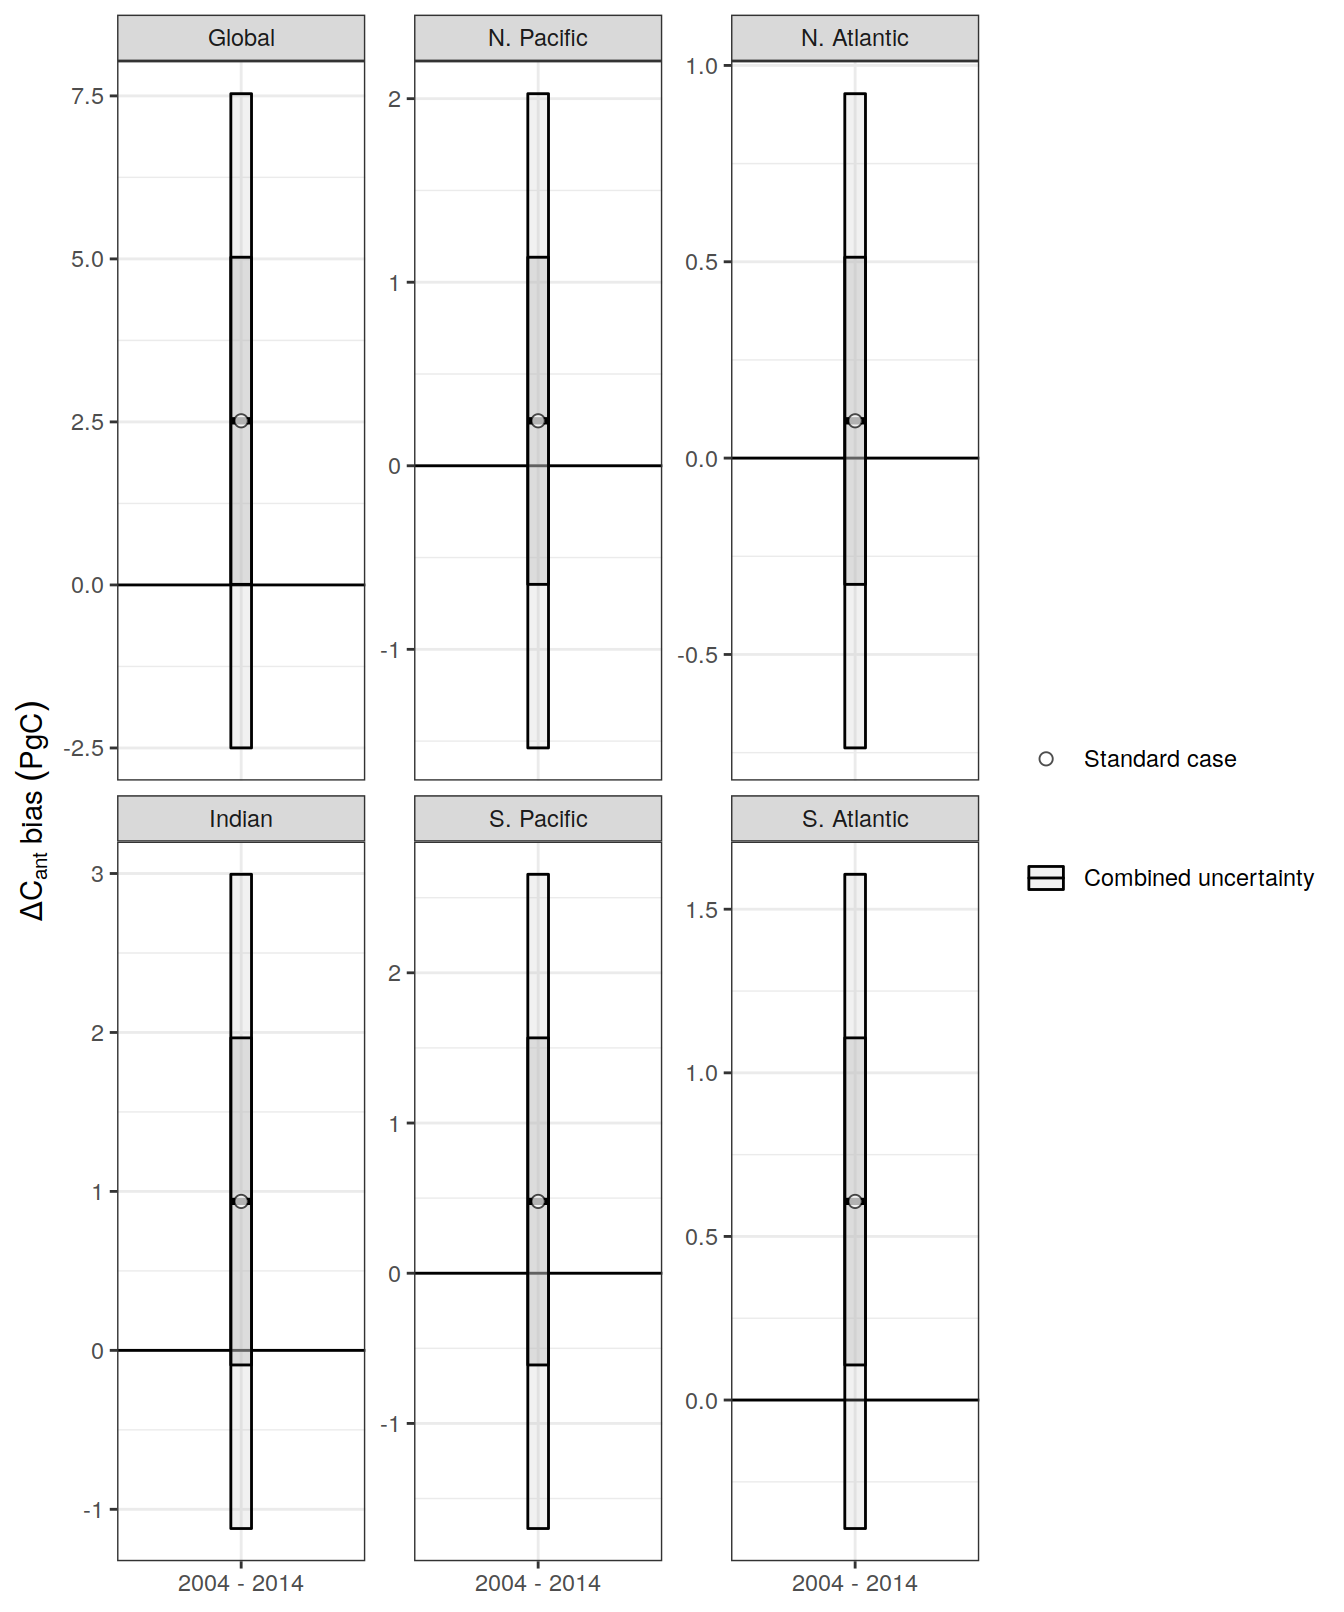 Global
N. Pacific
N. Atlantic
7.5
5.0
2.5
0.0
-2.5
2
1
0
-1
1.0
0.5
0.0
-0.5
ΔCant bias (PgC)
Indian
S. Pacific
S. Atlantic
3
2
1
0
-1
2
1
0
-1
1.5
1.0
0.5
0.0
2004 - 2014
2004 - 2014
2004 - 2014
Standard case
Combined uncertainty